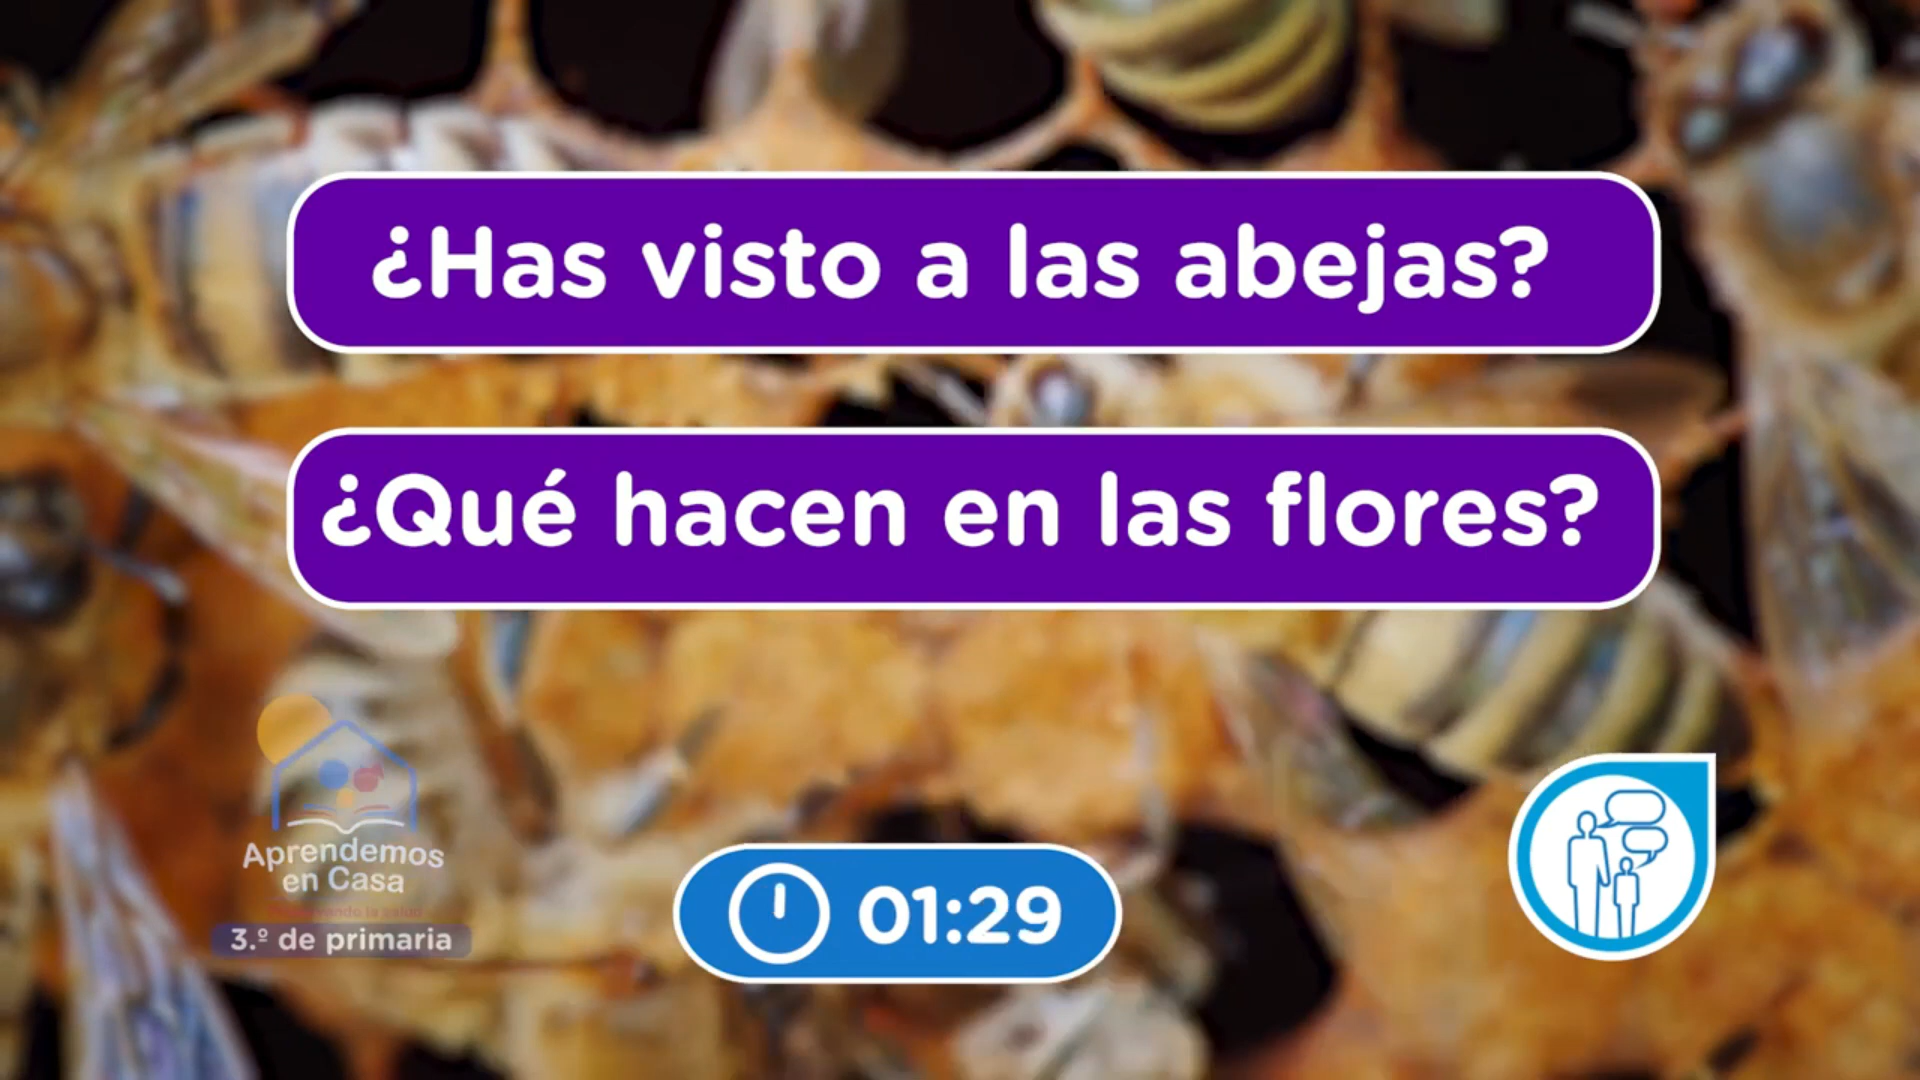 ¿Has visto a las abejas?
¿Qué hacen en las flores?
Aprendemos
en Casa
3.º de primaria
01:29